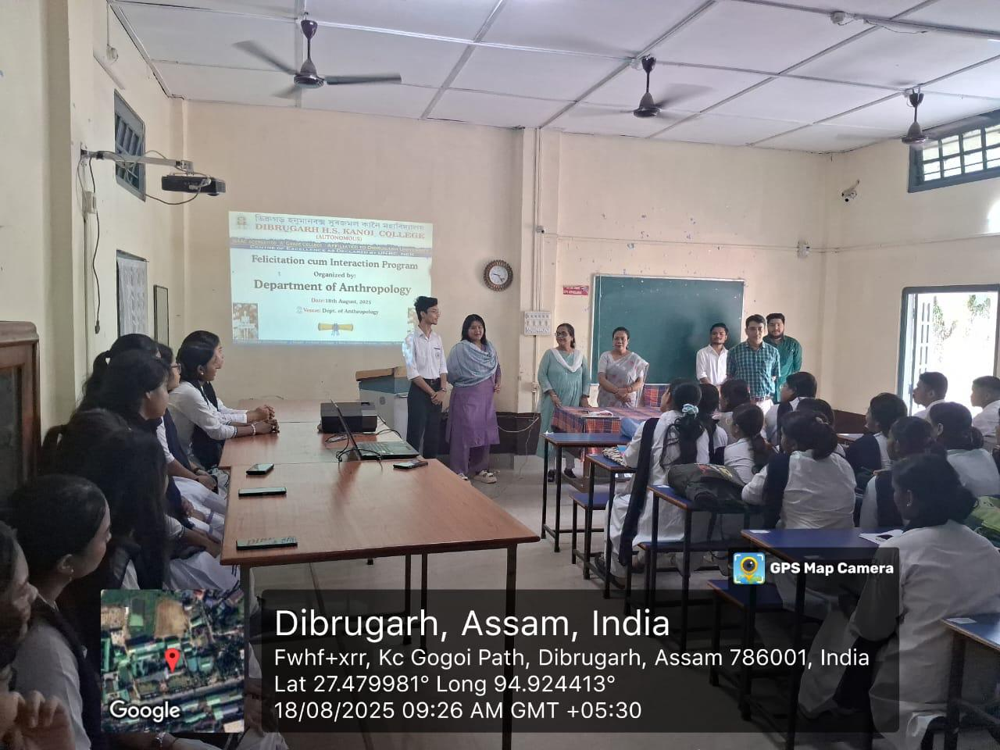 ডিব্ৰুগড় হনুমানবক্স সূৰজমল কানৈ মহাবিদ্যালয়
DIBRUGARH H.S. KANOI COLLEGE
(AUTONOMOUS)
NAAC ACCREDITED 'A' GRADE COLLEGE : AFFILIATED TO DIBRUGARH UNIVERSITY
CENTRE OF EXCELLENCE AS DECLARED BY
Felicitation cum Interaction Program
Organized by:
Department of Anthropology
Date:18th August, 2025
Venue: Dept. of Anthropology
GPS Map Camera
Dibrugarh, Assam, India
Fwhf+xrr, Kc Gogoi Path, Dibrugarh, Assam 786001, India
Lat 27.479981° Long 94.924413°
18/08/2025 09:26 AM GMT +05:30
Google